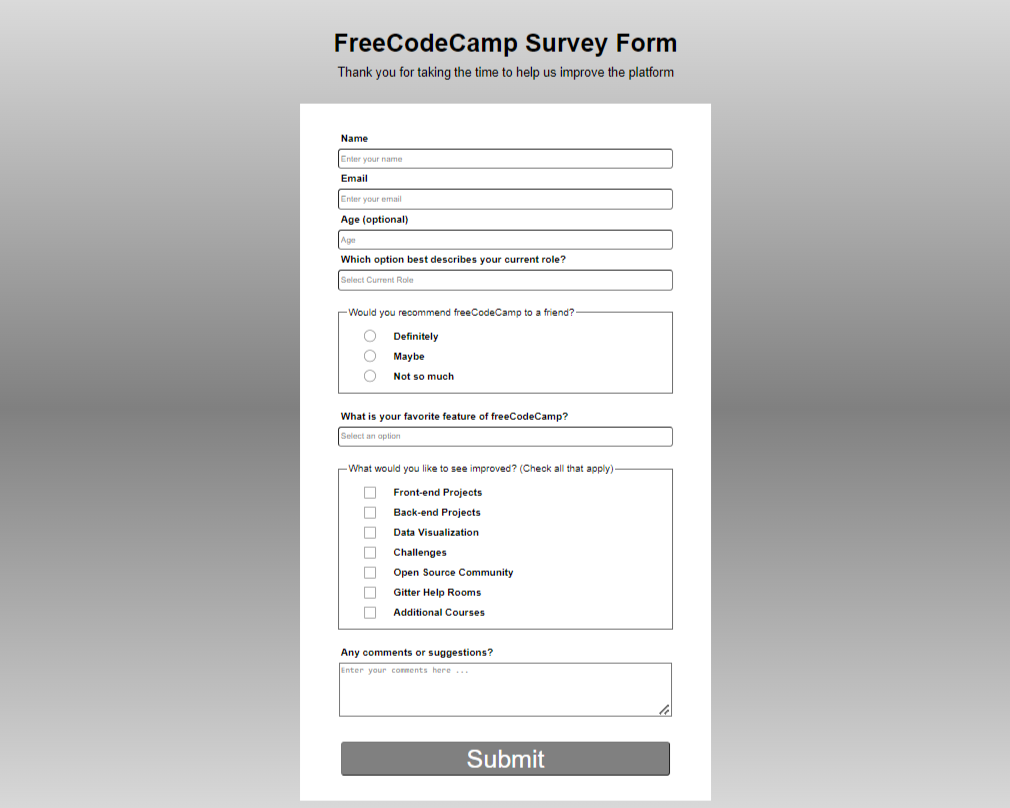 FreeCodeCamp Survey Form
Thank you for taking the time to help us improve the platform
Name
Enter your name
Email
Enter your email
Age (optional)
Age
Which option best describes your current role?
Select Current Role
Would you recommend freeCodeCamp to a friend?
Definitely
Maybe
Not so much
What is your favorite feature of freeCodeCamp?
Select an option
What would you like to see improved? (Check all that apply)
Front-end Projects
Back-end Projects
Data Visualization
Challenges
Open Source Community
Gitter Help Rooms
Additional Courses
Any comments or suggestions?
Enter your comments here ...
Submit